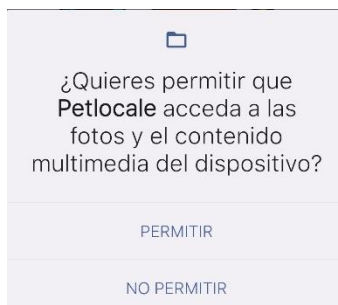 ¿Quieres permitir que
Petlocale acceda a las
fotos y el contenido
multimedia del dispositivo?
PERMITIR
NO PERMITIR